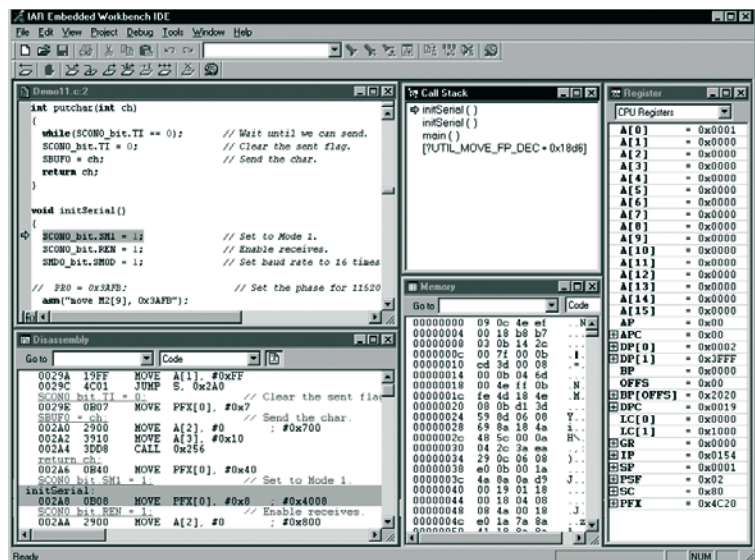 IAR Embedded Workbench IDE
File Edit View Project Debug Tools Window Help
Demo11.c:2
int putchar(int ch)
{
while(SCON0_bit.TI == 0); // Wait until we can send.
SCON0_bit.TI = 0; // Clear the sent flag.
SBUF0 = ch; // Send the char.
return ch;
}
void initSerial()
{
SCON0_bit.SM1 = 1; // Set to Mode 1.
SCON0_bit.REN = 1; // Enable receives.
SMD0_bit.SMOD = 1; // Set baud rate to 16 times
// PR0 = 0x3AFB; // Set the phase for 11520
asm("move M2[9], 0x3AFB");
Disassembly
Go to Code
0029A 19FF MOVE A[1], #0xFF
0029C 4C01 JUMP S, 0x2A0
SCON0_bit.TI = 0; // Clear the sent flag
0029E 0B07 MOVE PFX[0], #0x7
SBUF0 = ch; // Send the char.
002A0 2900 MOVE A[2], #0 ; #0x700
002A2 3910 MOVE A[3], #0x10
002A4 3DD8 CALL 0x256
return ch;
002A6 0B40 MOVE PFX[0], #0x40
SCON0_bit.SM1 = 1; // Set to Mode 1.
initSerial:
002A8 0B08 MOVE PFX[0], #0x8 ; #0x4008
SCON0_bit.REN = 1; // Enable receives.
002AA 2900 MOVE A[2], #0 ; #0x800
Call Stack
initSerial ( )
initSerial ( )
main ( )
[?UTIL_MOVE_FP_DEC + 0x18d6]
Memory
Go to Code
00000000 09 0c 4e ef ..N
00000004 00 18 b8 b7
00000008 03 0b 14 2c
0000000c 00 7f 00 0b
00000010 cd 3d 00 08
00000014 00 0b 04 6d
00000018 00 4e ff 0b
0000001c fe 4d 18 4e
00000020 08 0b d1 3d
00000024 59 8d 06 08
00000028 69 8a 18 4a
0000002c 48 5c 00 0a
00000030 04 2c 3a ea
00000034 29 0c 06 08
00000038 e0 0b 00 1a
0000003c 4a 8a 0a d9
00000040 00 19 01 18
00000044 00 18 04 08
00000048 08 4a 00 18
0000004c e0 1a 7a 8a
Register
CPU Registers
A[0] = 0x0001
A[1] = 0x0000
A[2] = 0x0000
A[3] = 0x0000
A[4] = 0x0000
A[5] = 0x0000
A[6] = 0x0000
A[7] = 0x0000
A[8] = 0x0000
A[9] = 0x0000
A[10] = 0x0000
A[11] = 0x0000
A[12] = 0x0000
A[13] = 0x0000
A[14] = 0x0000
A[15] = 0x0000
AP = 0x00
APC = 0x00
DP[0] = 0x0002
DP[1] = 0x3FFF
BP = 0x0000
OFFS = 0x00
BP[OFFS] = 0x2020
DPC = 0x0019
LC[0] = 0x0000
LC[1] = 0x1000
GR = 0x0000
IP = 0x0154
SP = 0x0001
PSF = 0x02
SC = 0x80
PFX = 0x4C20
Ready
NUM